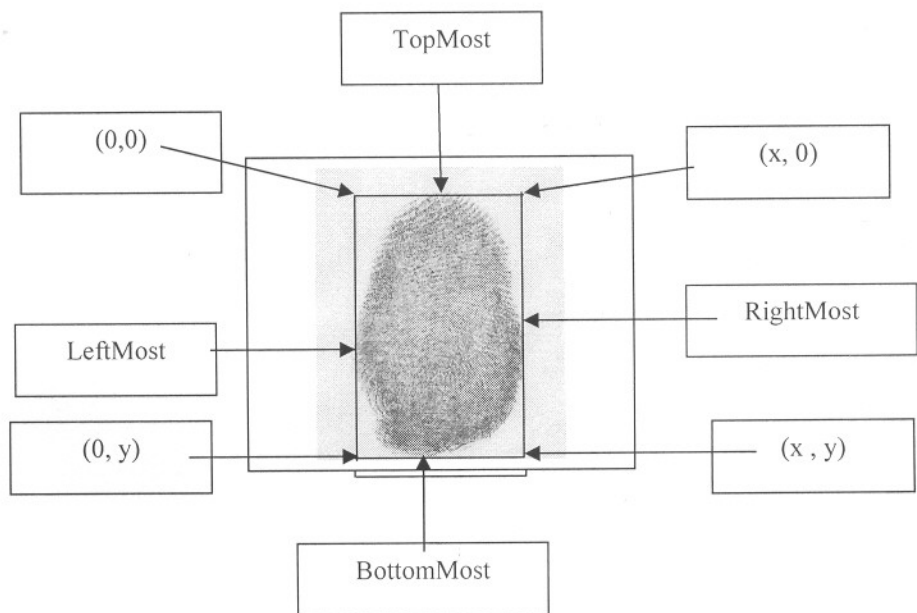 TopMost
(0,0)
(x, 0)
RightMost
LeftMost
(0, y)
(x , y)
BottomMost